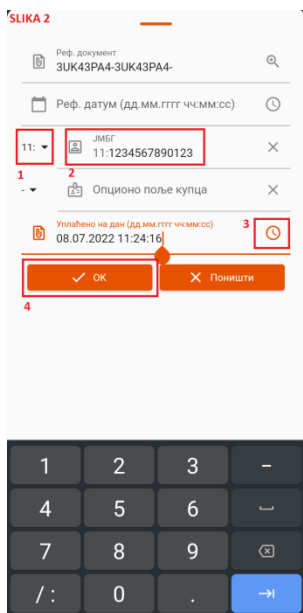 SLIKA 2
Реф. документ
3UK43PA4-3UK43PA4-
Реф. датум (дд.мм.гггг чч:мм:сс)
ЈМБГ
11:
11:1234567890123
1
2
-
Опционо поље купца
Уплаћено на дан (дд.мм.гггг чч:мм:сс)
3
08.07.2022 11:24:16
ОК
Поништи
4
1 2 3 -
4 5 6
7 8 9
/ : 0 .